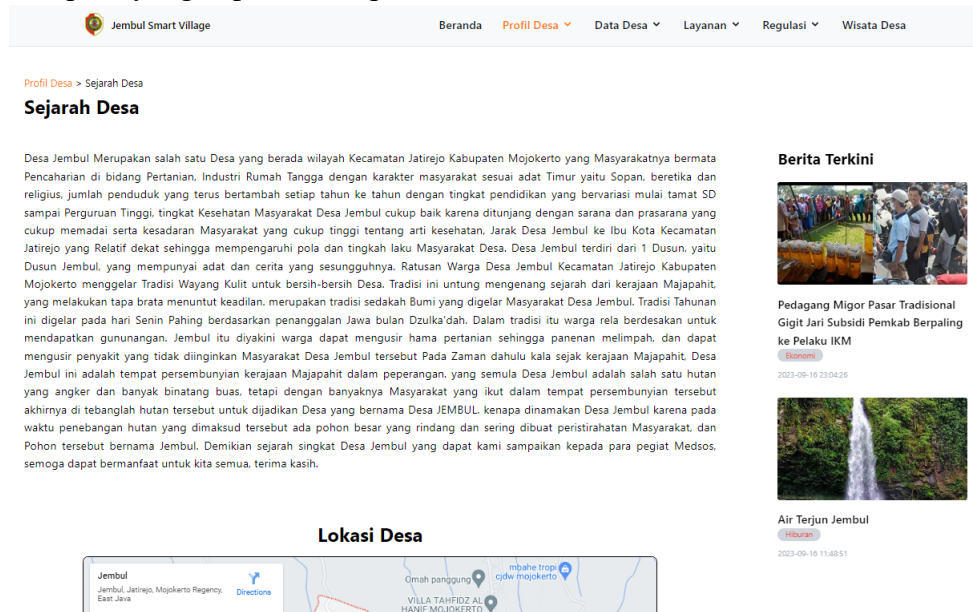 Jembul Smart Village
Beranda
Profil Desa
Data Desa
Layanan
Regulasi
Wisata Desa
Profil Desa > Sejarah Desa
Sejarah Desa
Desa Jembul Merupakan salah satu Desa yang berada wilayah Kecamatan Jatirejo Kabupaten Mojokerto yang Masyarakatnya bermata
Pencaharian di bidang Pertanian, Industri Rumah Tangga dengan karakter masyarakat sesuai adat Timur yaitu Sopan, beretika dan
religius, jumlah penduduk yang terus bertambah setiap tahun ke tahun dengan tingkat pendidikan yang bervariasi mulai tamat SD
sampai Perguruan Tinggi, tingkat Kesehatan Masyarakat Desa Jembul cukup baik karena ditunjang dengan sarana dan prasarana yang
cukup memadai serta kesadaran Masyarakat yang cukup tinggi tentang arti kesehatan, Jarak Desa Jembul ke Ibu Kota Kecamatan
Jatirejo yang Relatif dekat sehingga mempengaruhi pola dan tingkah laku Masyarakat Desa. Desa Jembul terdiri dari 1 Dusun, yaitu
Dusun Jembul, yang mempunyai adat dan cerita yang sesungguhnya. Ratusan Warga Desa Jembul Kecamatan Jatirejo Kabupaten
Mojokerto menggelar Tradisi Wayang Kulit untuk bersih-bersih Desa. Tradisi ini untung mengenang sejarah dari kerajaan Majapahit,
yang melakukan tapa brata menuntut keadilan. merupakan tradisi sedakah Bumi yang digelar Masyarakat Desa Jembul. Tradisi Tahunan
ini digelar pada hari Senin Pahing berdasarkan penanggalan Jawa bulan Dzulka'dah. Dalam tradisi itu warga rela berdesakan untuk
mendapatkan gununangan. Jembul itu diyakini warga dapat mengusir hama pertanian sehingga panenan melimpah, dan dapat
mengusir penyakit yang tidak diinginkan Masyarakat Desa Jembul tersebut Pada Zaman dahulu kala sejak kerajaan Majapahit, Desa
Jembul ini adalah tempat persembunyian kerajaan Majapahit dalam peperangan. yang semula Desa Jembul adalah salah satu hutan
yang angker dan banyak binatang buas, tetapi dengan banyaknya Masyarakat yang ikut dalam tempat persembunyian tersebut
akhirnya di tebanglah hutan tersebut untuk dijadikan Desa yang bernama Desa JEMBUL. kenapa dinamakan Desa Jembul karena pada
waktu penebangan hutan yang dimaksud tersebut ada pohon besar yang rindang dan sering dibuat peristirahatan Masyarakat, dan
Pohon tersebut bernama Jembul. Demikian sejarah singkat Desa Jembul yang dapat kami sampaikan kepada para pegiat Medsos,
semoga dapat bermanfaat untuk kita semua, terima kasih.
Berita Terkini
Pedagang Migor Pasar Tradisional
Gigit Jari Subsidi Pemkab Berpaling
ke Pelaku IKM
Ekonomi
2023-09-16 23:04:26
Air Terjun Jembul
Hiburan
2023-09-16 11:48:51
Lokasi Desa
Jembul
Jembul, Jatirejo, Mojokerto Regency,
East Java
Directions
Omah panggung
mbahe tropi
cjdw mojokerto
VILLA TAHFIDZ AL
HANIF MOJOKERTO